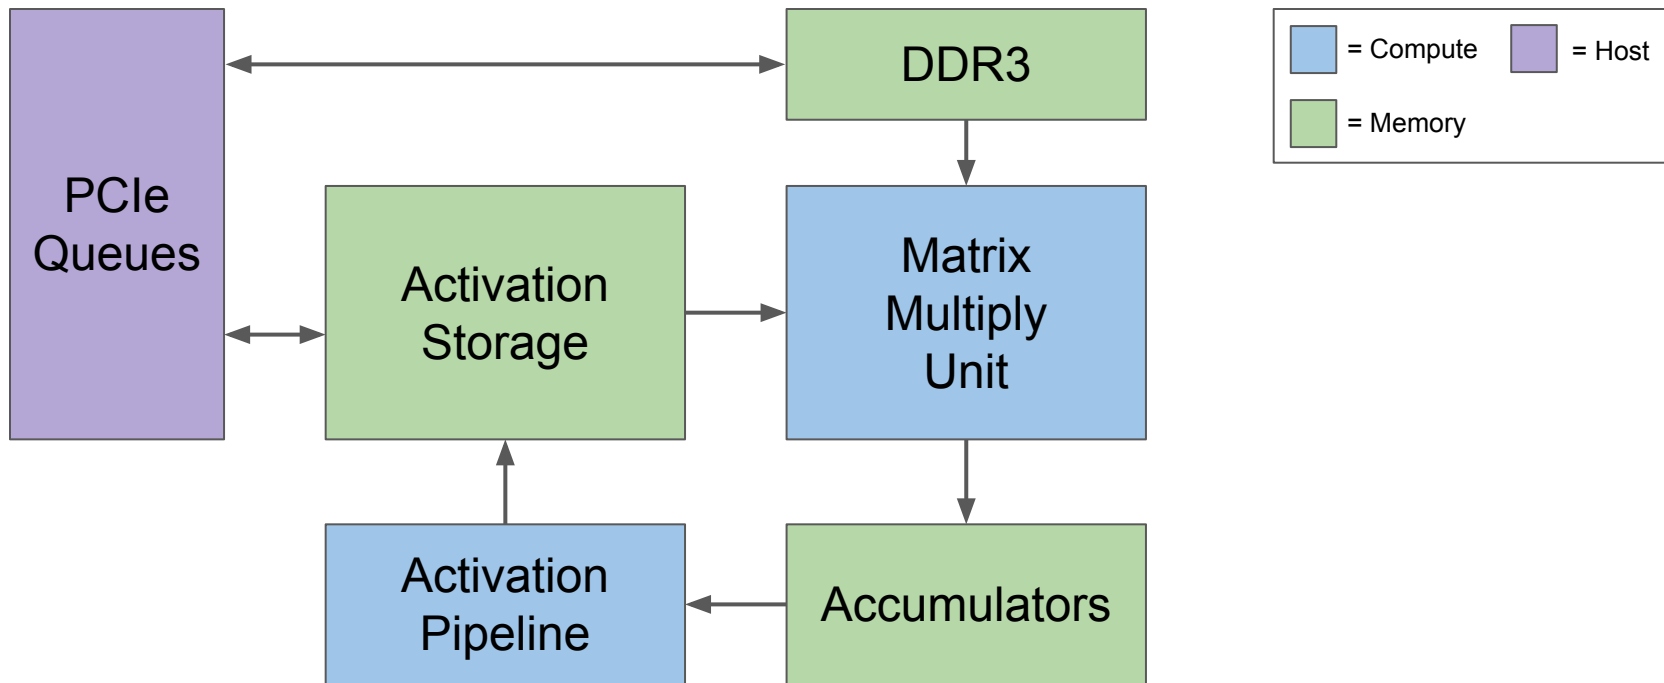 PCIe
Queues
DDR3
Activation
Storage
Matrix
Multiply
Unit
Activation
Pipeline
Accumulators
= Compute
= Host
= Memory